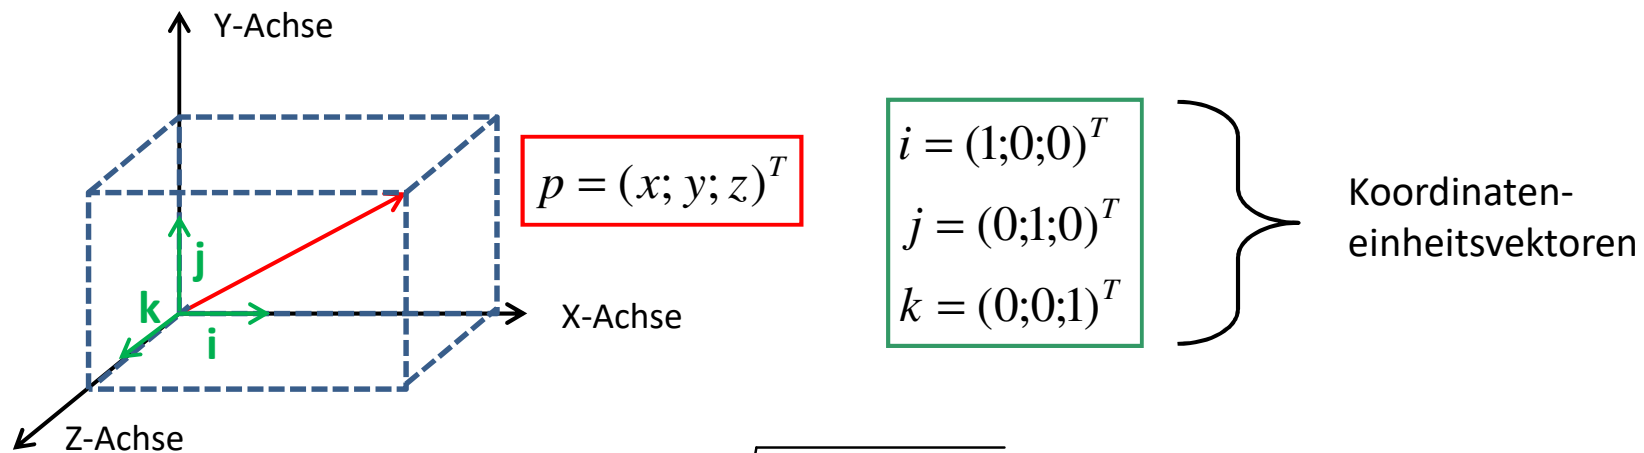 Y-Achse
p = (x; y; z)^T
i = (1;0;0)^T
j = (0;1;0)^T
k = (0;0;1)^T
Koordinaten-
einheitsvektoren
j
k
i
X-Achse
Z-Achse